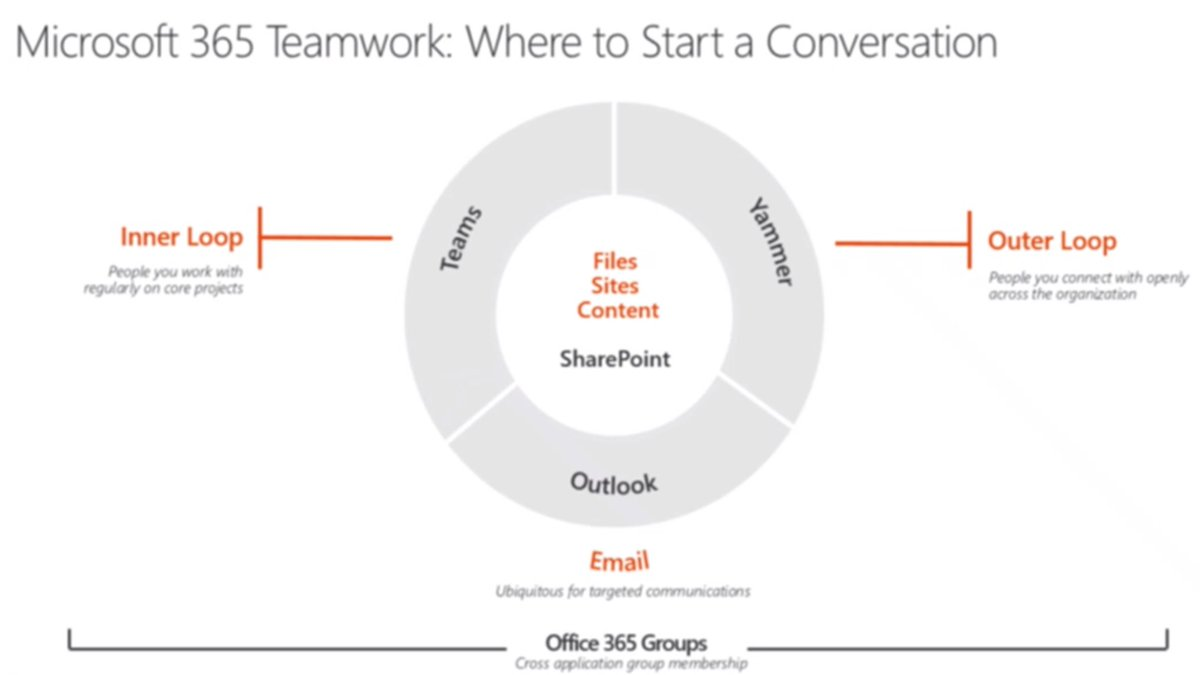 Microsoft 365 Teamwork: Where to Start a Conversation
Teams
Yammer
Inner Loop
People you work with
regularly on core projects
Files
Sites
Content
SharePoint
Outer Loop
People you connect with openly
across the organization
Outlook
Email
Ubiquitous for targeted communications
Office 365 Groups
Cross application group membership